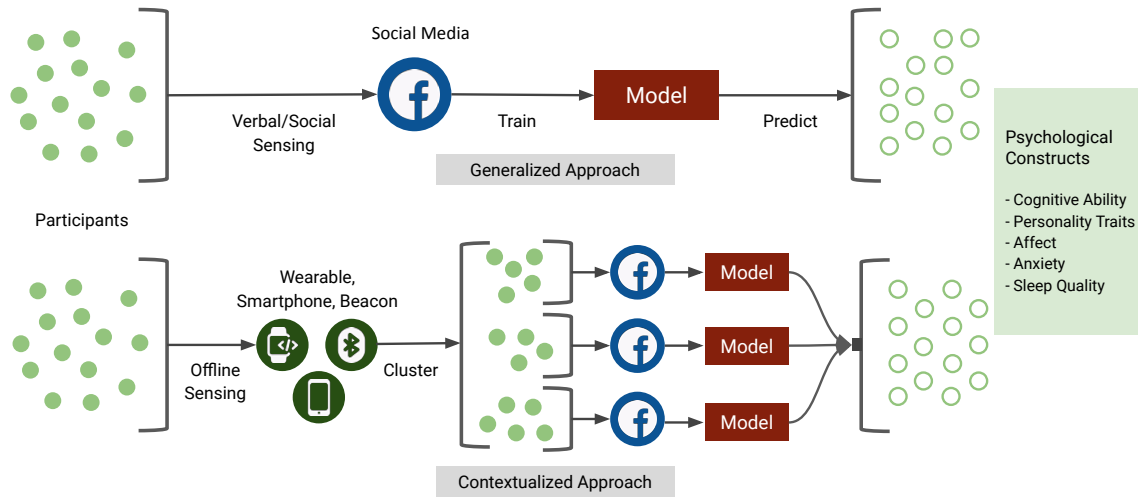 Social Media
Verbal/Social
Sensing
Train
Model
Predict
Generalized Approach
Psychological
Constructs
- Cognitive Ability
- Personality Traits
- Affect
- Anxiety
- Sleep Quality
Participants
Wearable,
Smartphone, Beacon
Offline
Sensing
Cluster
Model
Model
Model
Contextualized Approach